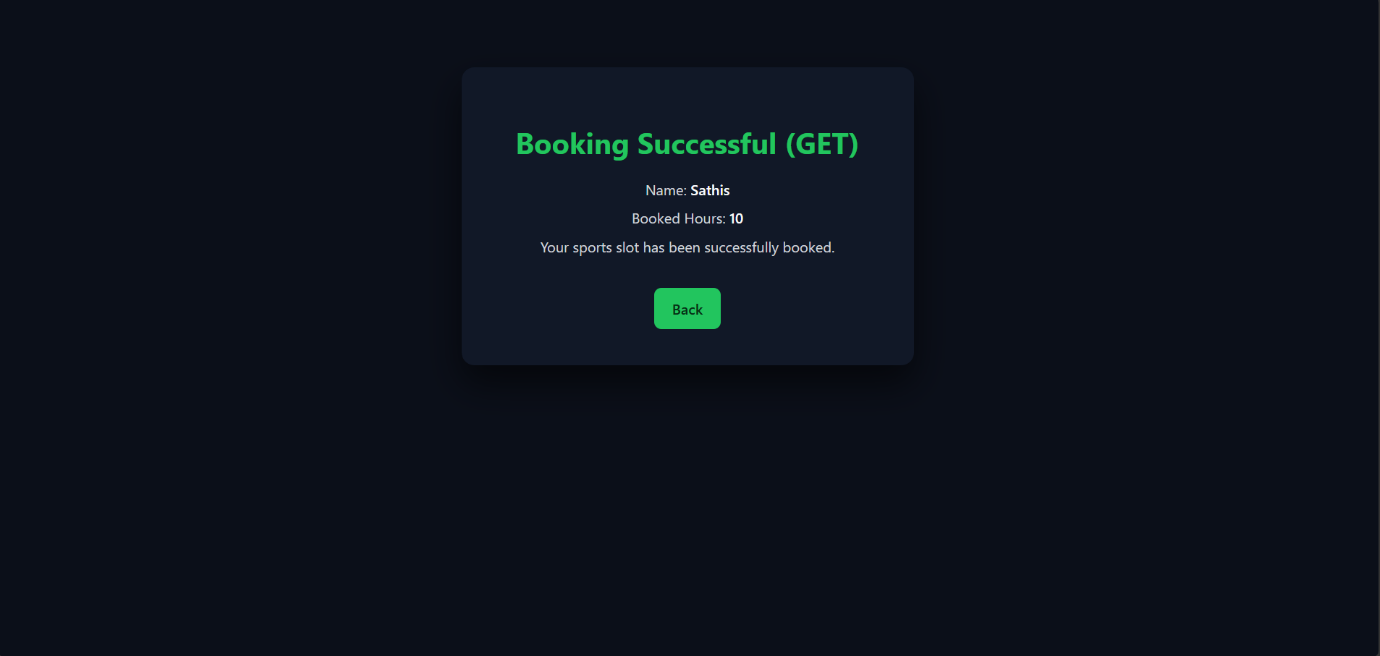 Booking Successful (GET)
Name: Sathis
Booked Hours: 10
Your sports slot has been successfully booked.
Back